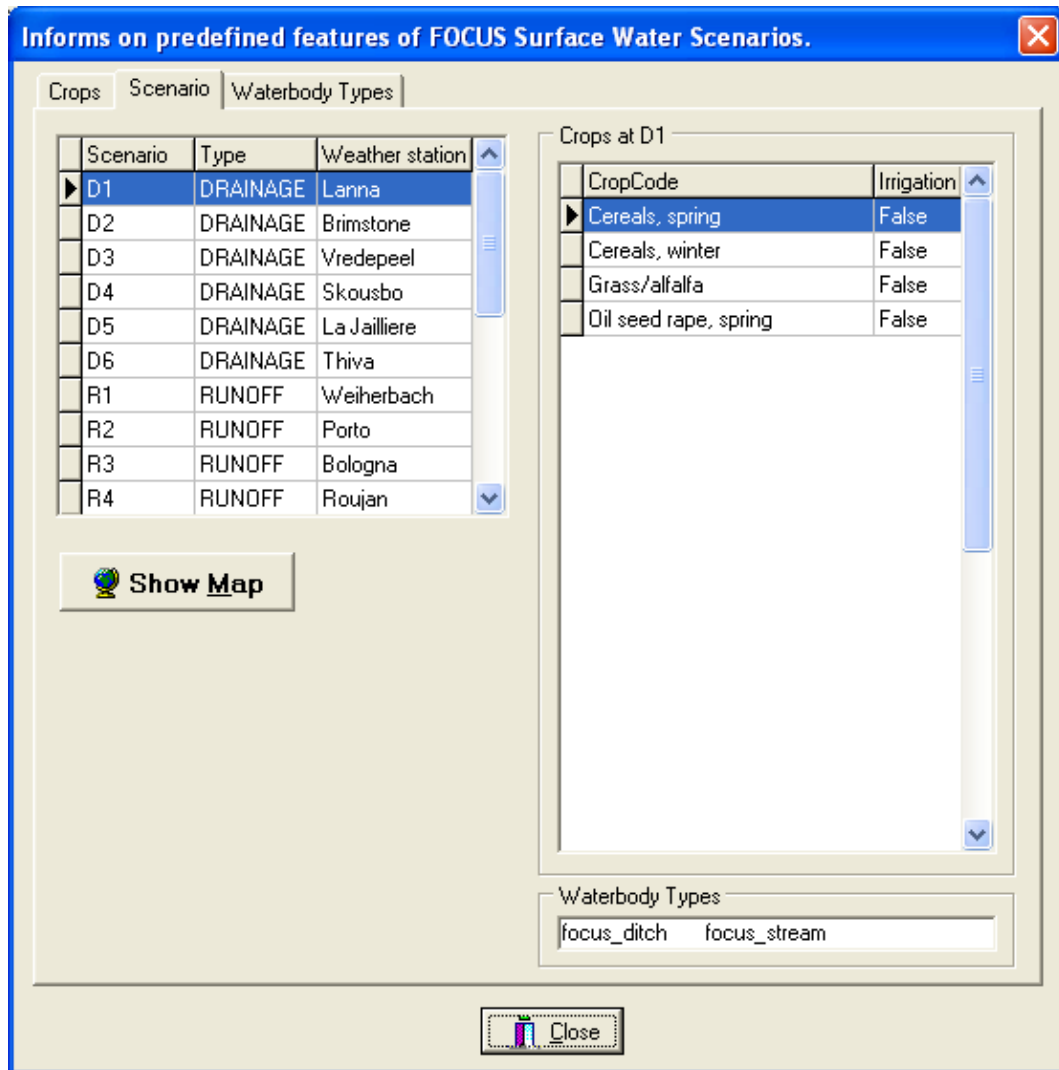 Informs on predefined features of FOCUS Surface Water Scenarios.
Crops Scenario Waterbody Types
Scenario Type Weather station
D1 DRAINAGE Lanna
D2 DRAINAGE Brimstone
D3 DRAINAGE Vredepeel
D4 DRAINAGE Skousbo
D5 DRAINAGE La Jailliere
D6 DRAINAGE Thiva
R1 RUNOFF Weiherbach
R2 RUNOFF Porto
R3 RUNOFF Bologna
R4 RUNOFF Roujan
Show Map
Crops at D1
CropCode Irrigation
Cereals, spring False
Cereals, winter False
Grass/alfalfa False
Oil seed rape, spring False
Waterbody Types
focus_ditch focus_stream
Close